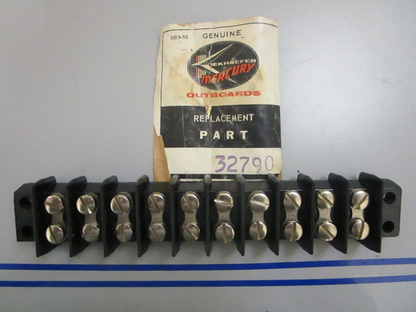 GENUINE
KIEKHAEFER
MERCURY
OUTBOARDS
REPLACEMENT
PART
32790